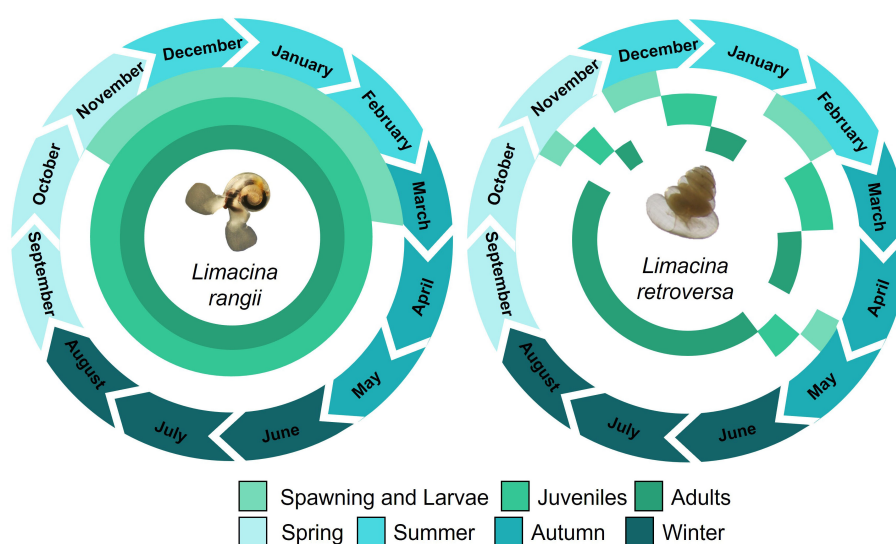 December
January
February
March
April
May
June
July
August
September
October
November
Limacina
rangii
December
January
February
March
April
May
June
July
August
September
October
November
Limacina
retroversa
Spawning and Larvae
Juveniles
Adults
Spring
Summer
Autumn
Winter